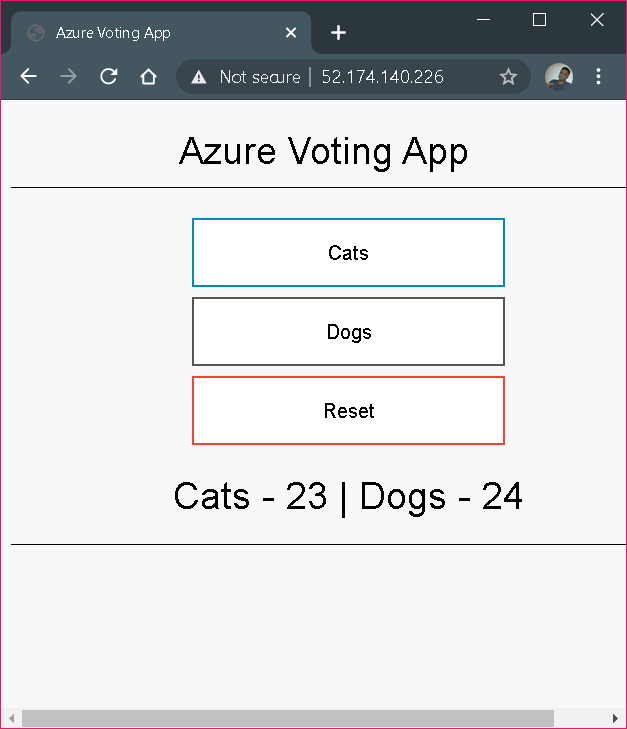 Azure Voting App
Not secure | 52.174.140.226
Azure Voting App
Cats
Dogs
Reset
Cats - 23 | Dogs - 24